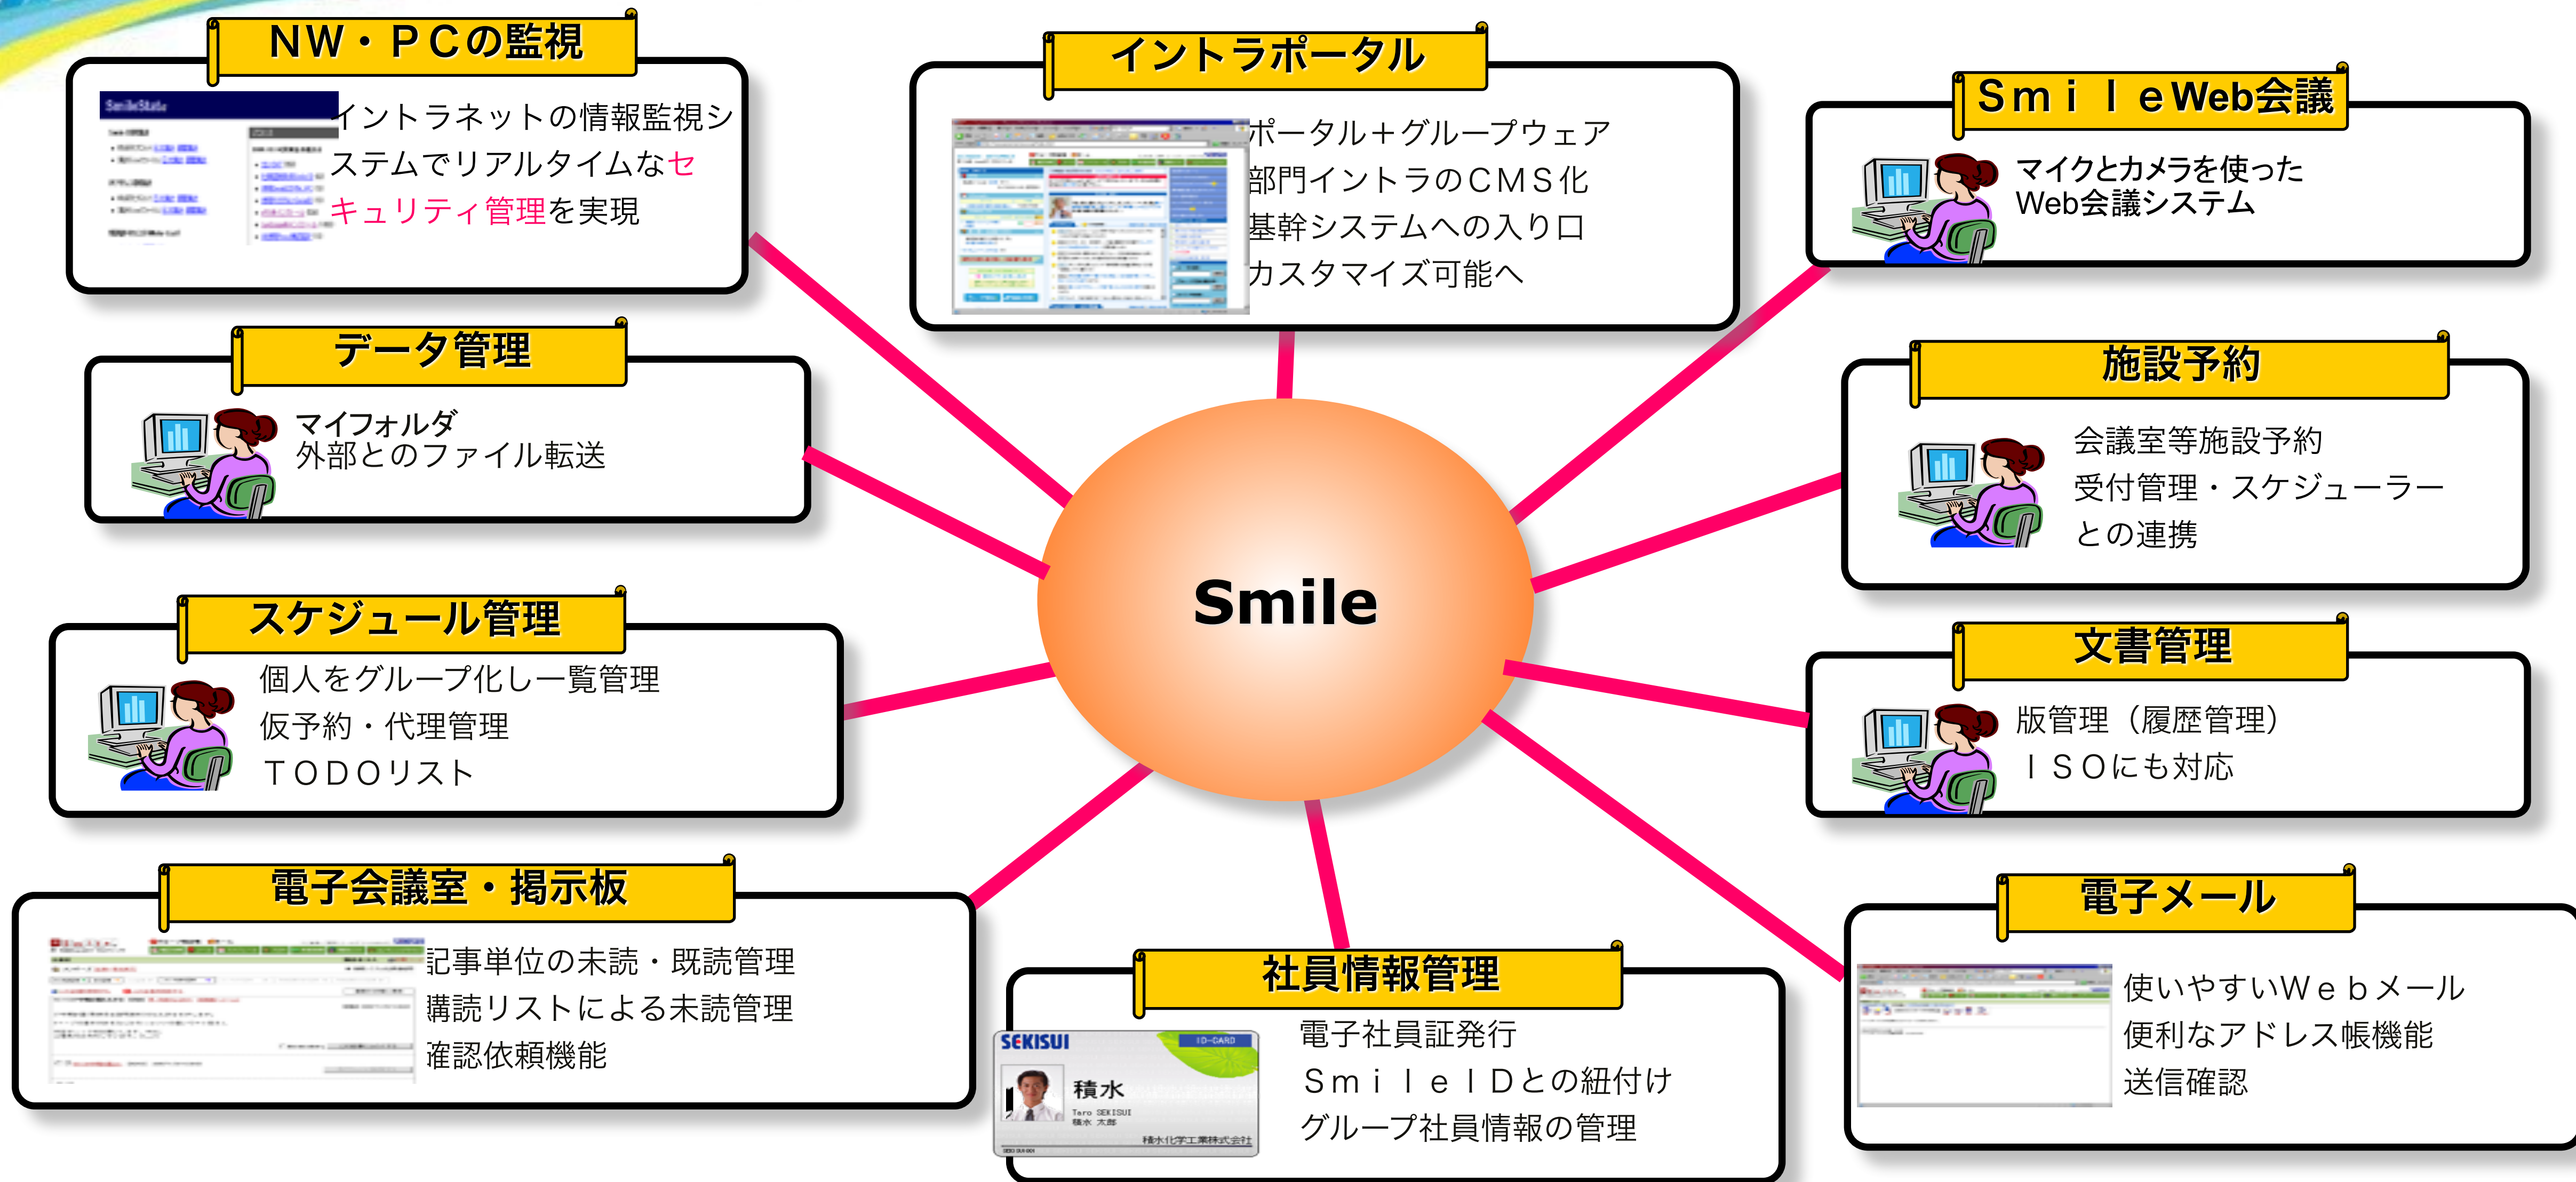 NW・PCの監視
SmileState
イントラネットの情報監視シ
ステムでリアルタイムなセ
キュリティ管理を実現
イントラポータル
ポータル＋グループウェア
部門イントラのCMS化
基幹システムへの入り口
カスタマイズ可能へ
SmileWeb会議
マイクとカメラを使った
Web会議システム
データ管理
マイフォルダ
外部とのファイル転送
施設予約
会議室等施設予約
受付管理・スケジューラー
との連携
Smile
スケジュール管理
個人をグループ化し一覧管理
仮予約・代理管理
TODOリスト
文書管理
版管理（履歴管理）
ISOにも対応
電子会議室・掲示板
記事単位の未読・既読管理
購読リストによる未読管理
確認依頼機能
社員情報管理
SEKISUI
ID-CARD
積水
Taro SEKISUI
積水 太郎
積水化学工業株式会社
電子社員証発行
SmileIDとの紐付け
グループ社員情報の管理
電子メール
使いやすいWebメール
便利なアドレス帳機能
送信確認